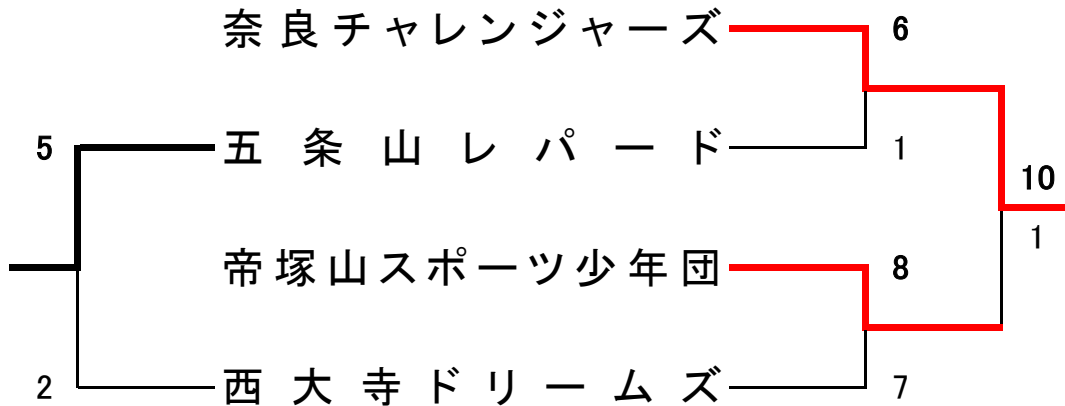 奈良チャレンジャーズ 6
5 五条山レパード 1
10
1
帝塚山スポーツ少年団 8
2 西大寺ドリームズ 7